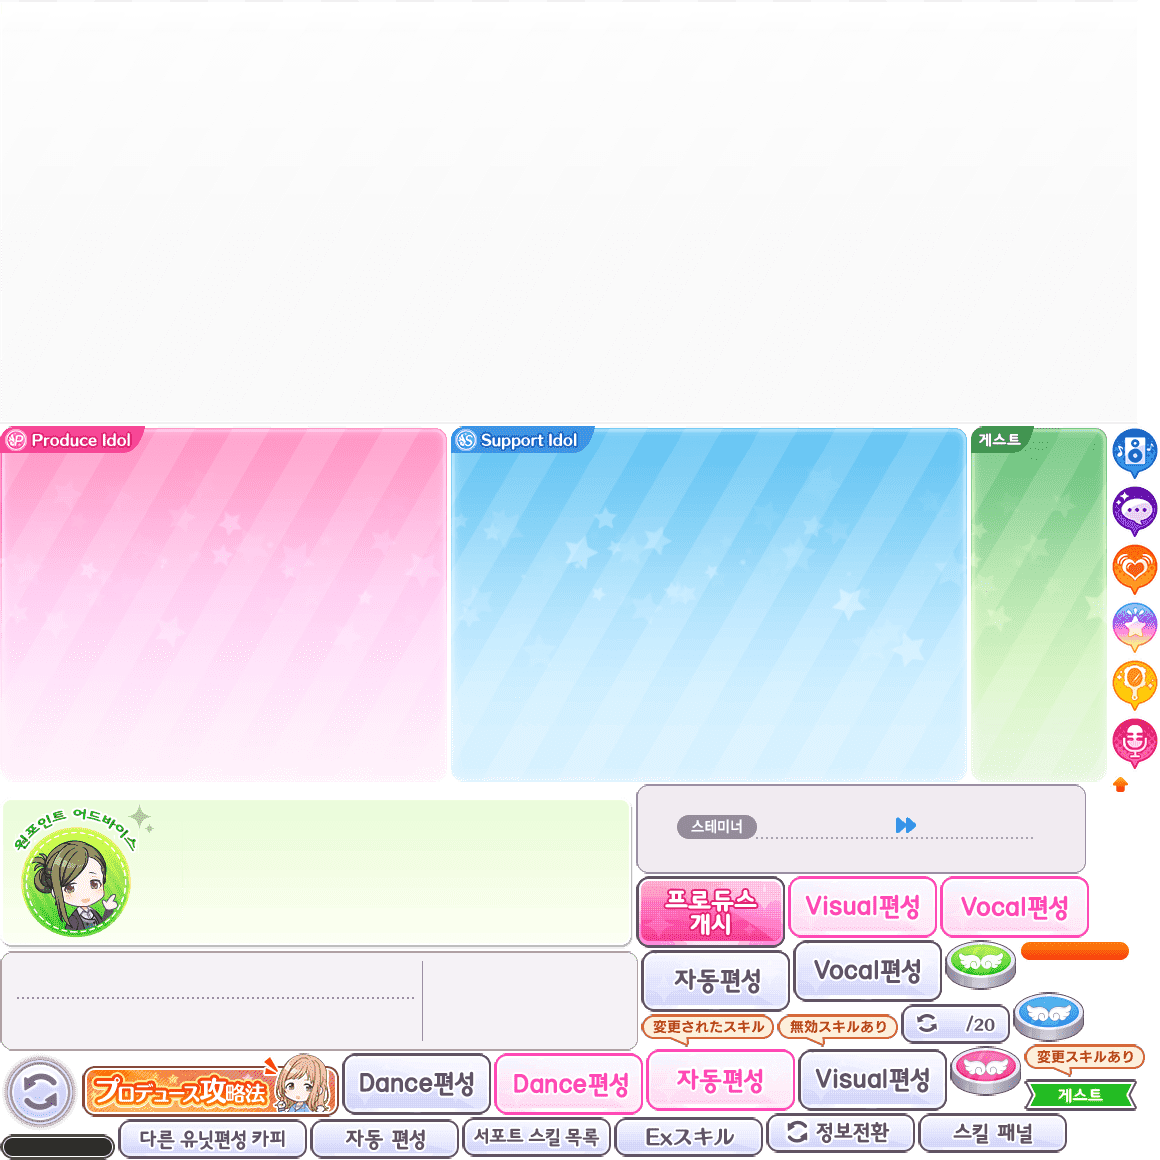 Produce Idol
Support Idol
게스트
원포인트 어드바이스
스테미너
프로듀스
개시
Visual편성
Vocal편성
자동편성
Vocal편성
変更されたスキル
無効スキルあり
/20
変更スキルあり
プロデュース攻略法
Dance편성
Dance편성
자동편성
Visual편성
게스트
다른 유닛편성 카피
자동 편성
서포트 스킬 목록
Exスキル
정보전환
스킬 패널